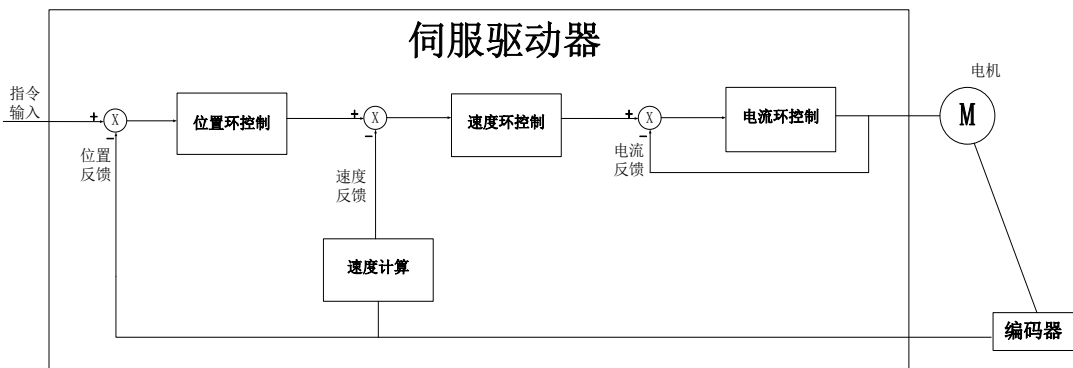 伺服驱动器
指令
输入
+
X
-
位置
反馈
位置环控制
+
X
-
速度
反馈
速度环控制
+
X
-
电流
反馈
电流环控制
电机
M
速度计算
编码器